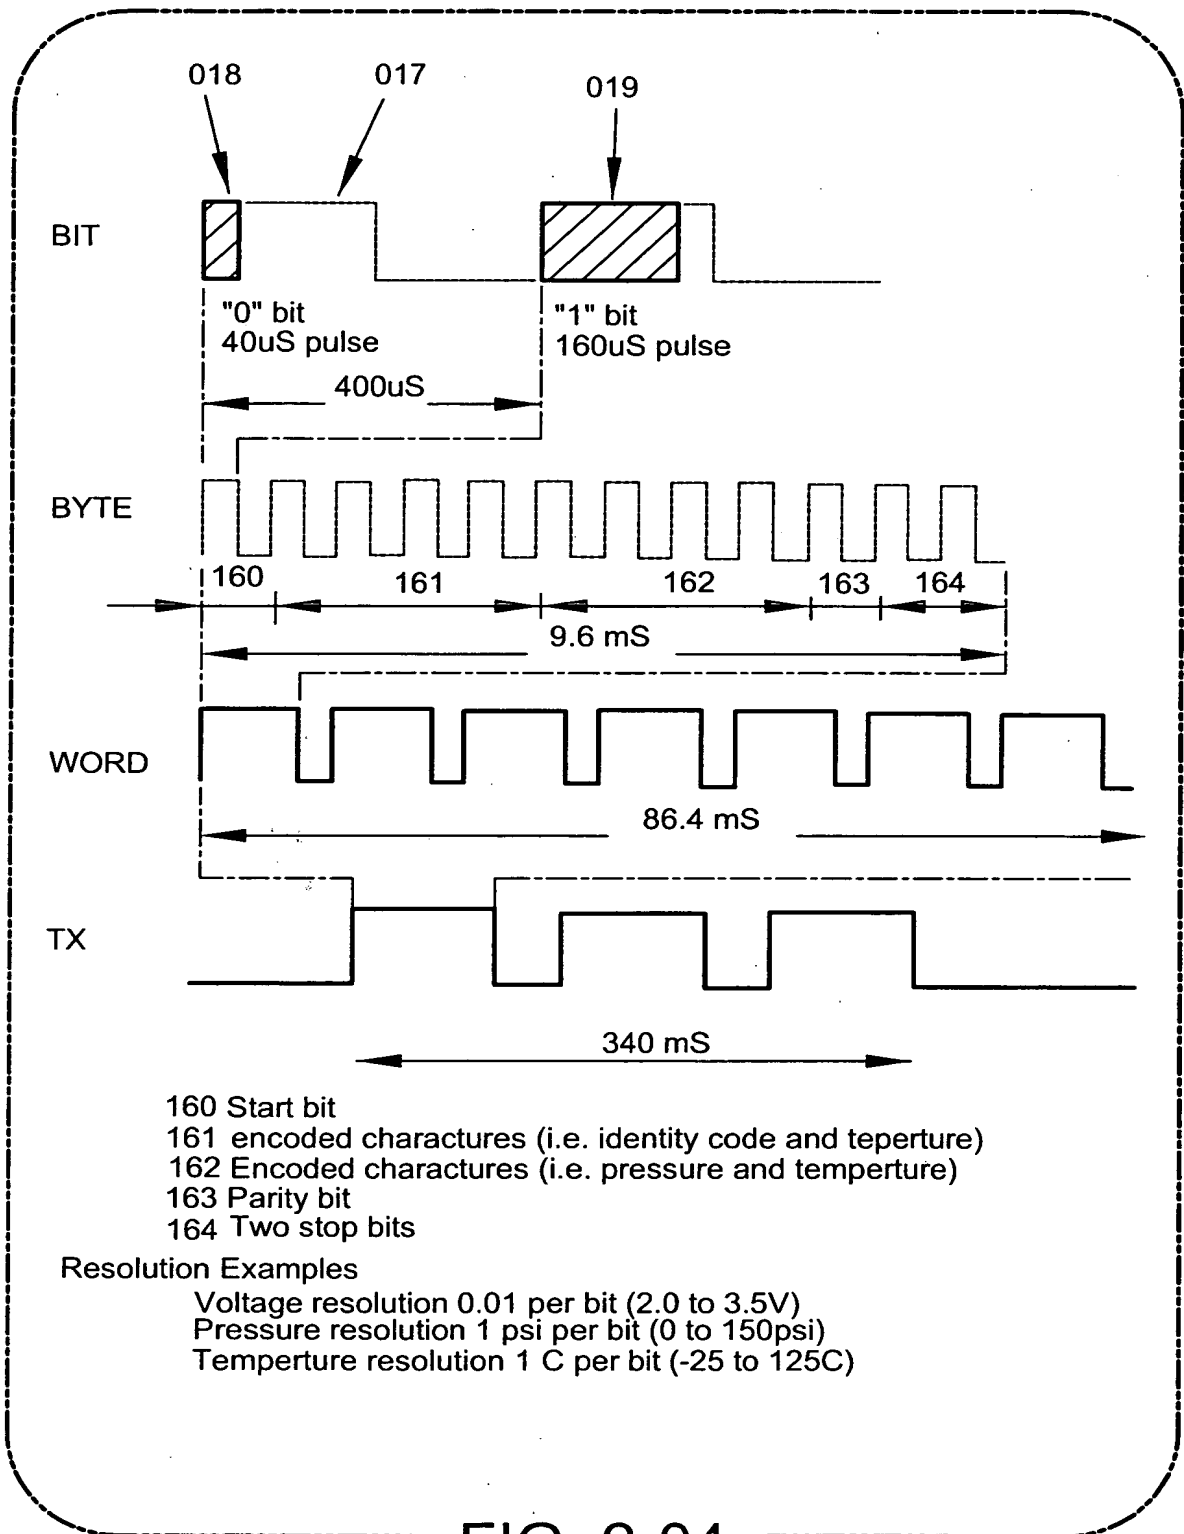 018 017 019
BIT
"0" bit "1" bit
40uS pulse 160uS pulse
400uS
BYTE
160 161 162 163 164
9.6 mS
WORD
86.4 mS
TX
340 mS
160 Start bit
161 encoded charactures (i.e. identity code and teperture)
162 Encoded charactures (i.e. pressure and temperture)
163 Parity bit
164 Two stop bits
Resolution Examples
Voltage resolution 0.01 per bit (2.0 to 3.5V)
Pressure resolution 1 psi per bit (0 to 150psi)
Temperture resolution 1 C per bit (-25 to 125C)